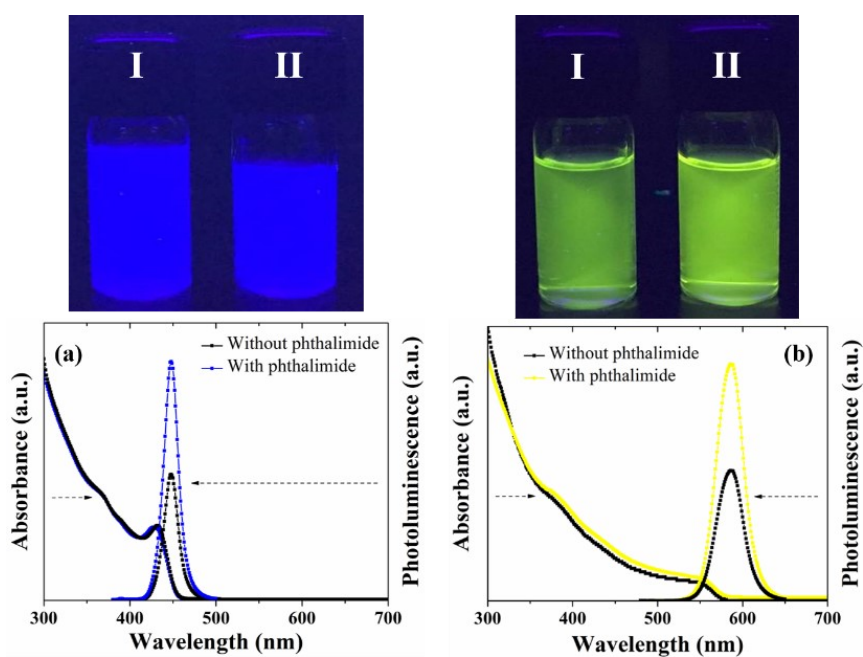 I II
I II
(a)
Without phthalimide
With phthalimide
Absorbance (a.u.)
Photoluminescence (a.u.)
300 400 500 600 700
Wavelength (nm)
(b)
Without phthalimide
With phthalimide
Absorbance (a.u.)
Photoluminescence (a.u.)
300 400 500 600 700
Wavelength (nm)